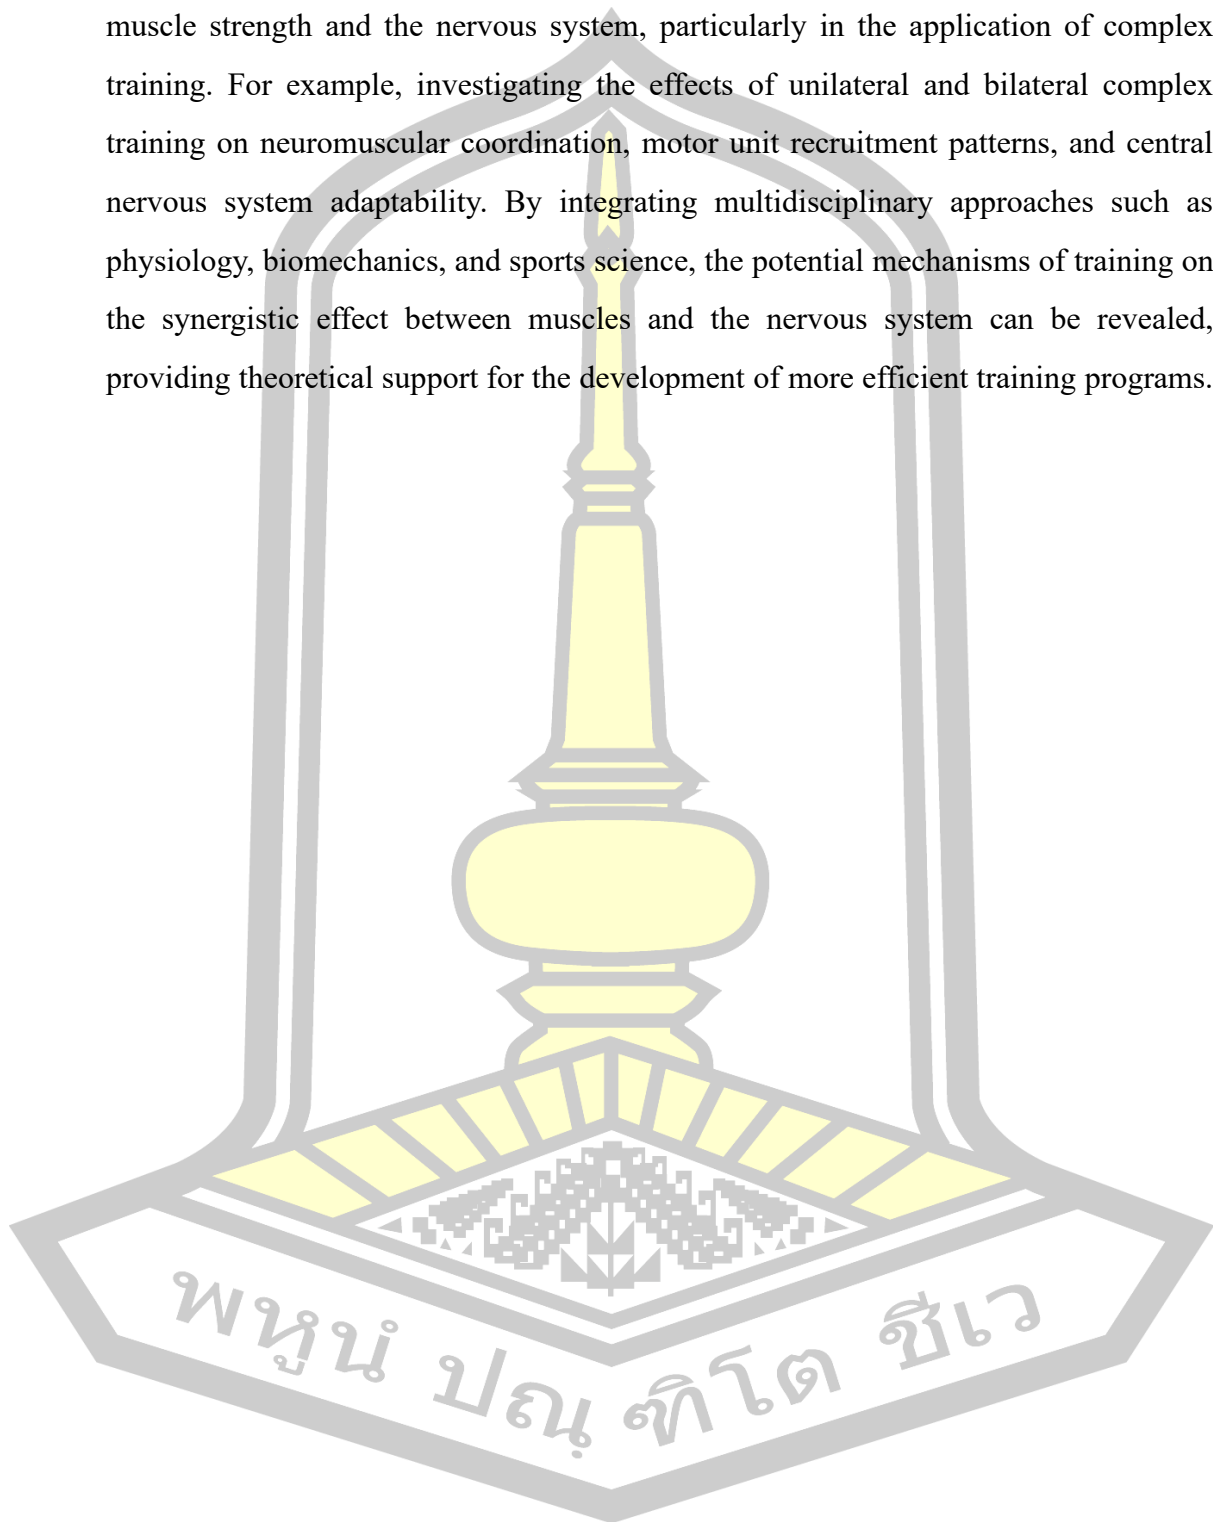 muscle strength and the nervous system, particularly in the application of complex
training. For example, investigating the effects of unilateral and bilateral complex
training on neuromuscular coordination, motor unit recruitment patterns, and central
nervous system adaptability. By integrating multidisciplinary approaches such as
physiology, biomechanics, and sports science, the potential mechanisms of training on
the synergistic effect between muscles and the nervous system can be revealed,
providing theoretical support for the development of more efficient training programs.
พหูนํ ปณฺฑิโต ชีเว